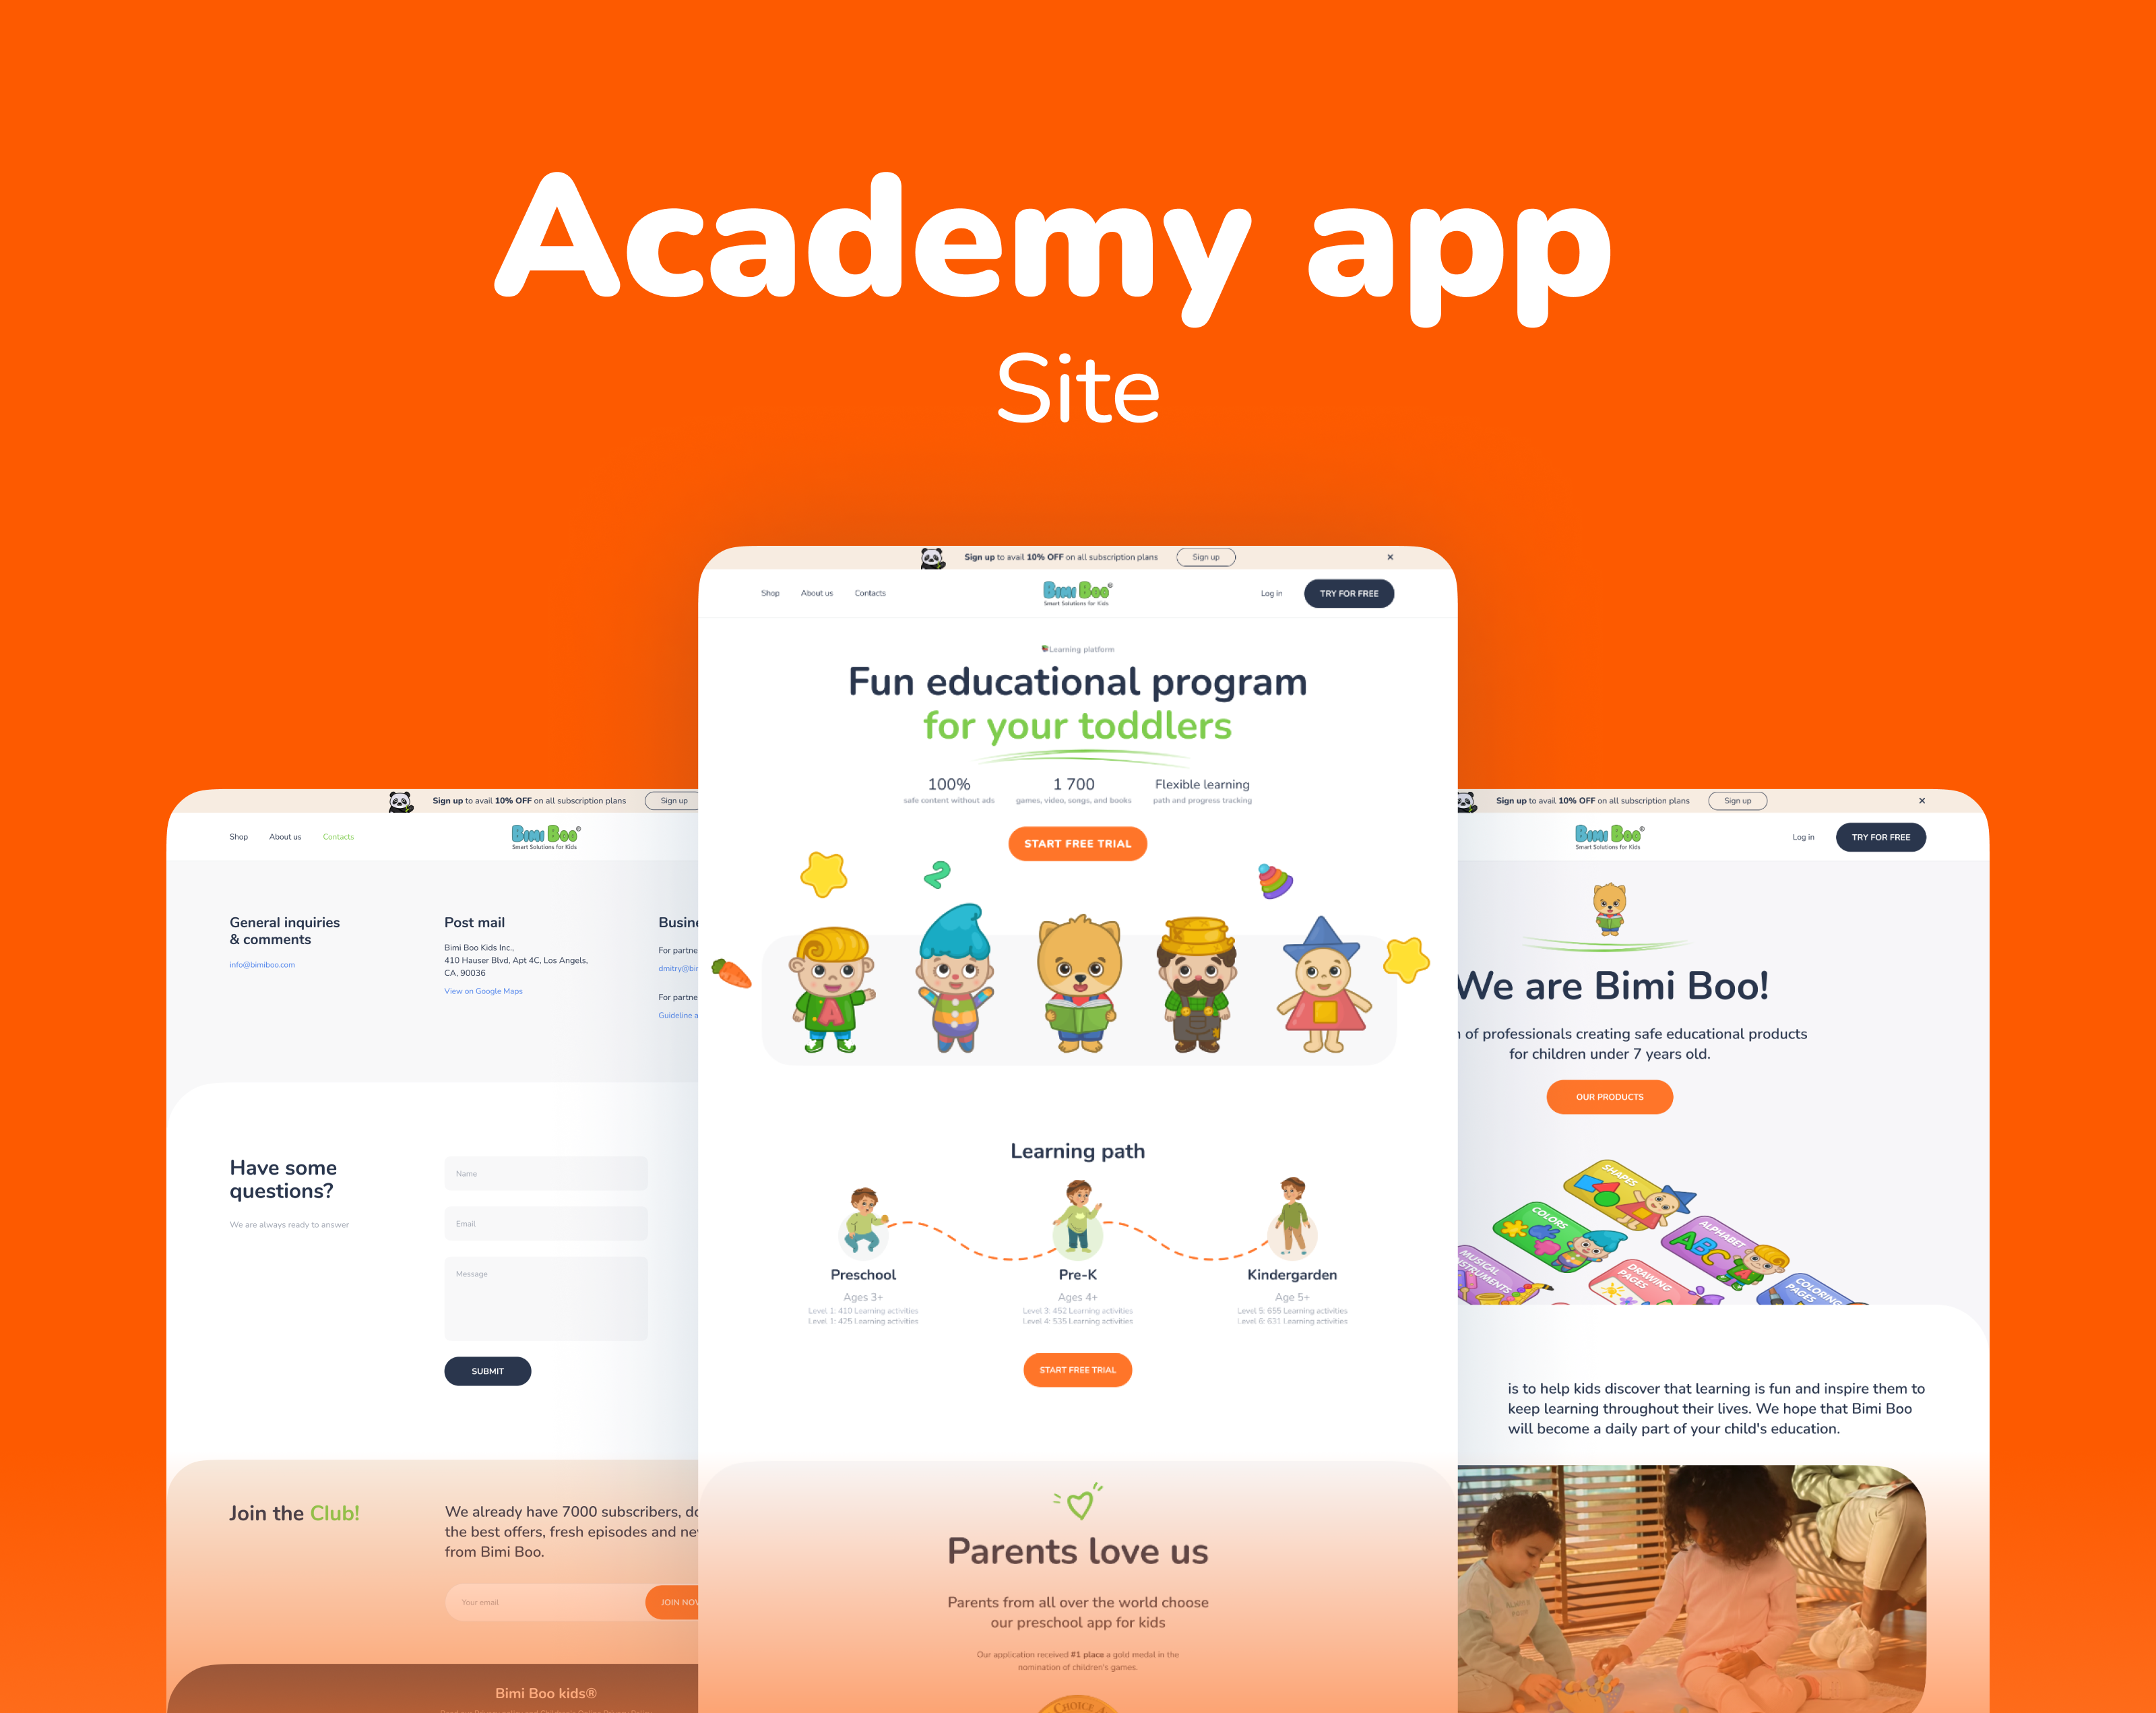 Academy app
Site
Sign up to avail 10% OFF on all subscription plans
Sign up
Shop
About us
Contacts
Bimi Boo®
Smart Solutions for Kids
Log in
TRY FOR FREE
Learning platform
Fun educational program
for your toddlers
100%
safe content without ads
1 700
games, video, songs, and books
Flexible learning
path and progress tracking
START FREE TRIAL
A
Learning path
Preschool
Ages 3+
Level 1: 410 Learning activities
Level 1: 425 Learning activities
Pre-K
Ages 4+
Level 3: 452 Learning activities
Level 4: 535 Learning activities
Kindergarden
Age 5+
Level 5: 655 Learning activities
Level 6: 631 Learning activities
START FREE TRIAL
Parents love us
Parents from all over the world choose
our preschool app for kids
Our application received #1 place a gold medal in the
nomination of children's games.
CHOICE A
Sign up to avail 10% OFF on all subscription plans
Sign up
Shop
About us
Contacts
Bimi Boo®
Smart Solutions for Kids
General inquiries
& comments
info@bimiboo.com
Post mail
Bimi Boo Kids Inc.,
410 Hauser Blvd, Apt 4C, Los Angels,
CA, 90036
View on Google Maps
Busin
For partne
dmitry@bi
For partne
Guideline a
Have some
questions?
We are always ready to answer
Name
Email
Message
SUBMIT
Join the Club!
We already have 7000 subscribers, do
the best offers, fresh episodes and ne
from Bimi Boo.
Your email
JOIN NOW
Bimi Boo kids®
Sign up to avail 10% OFF on all subscription plans
Sign up
Bimi Boo®
Smart Solutions for Kids
Log in
TRY FOR FREE
We are Bimi Boo!
of professionals creating safe educational products
for children under 7 years old.
OUR PRODUCTS
SHAPES
COLORS
ALPHABET
ABC
MUSICAL
INSTRUMENTS
DRAWING
PAGES
COLORING
PAGES
is to help kids discover that learning is fun and inspire them to
keep learning throughout their lives. We hope that Bimi Boo
will become a daily part of your child's education.